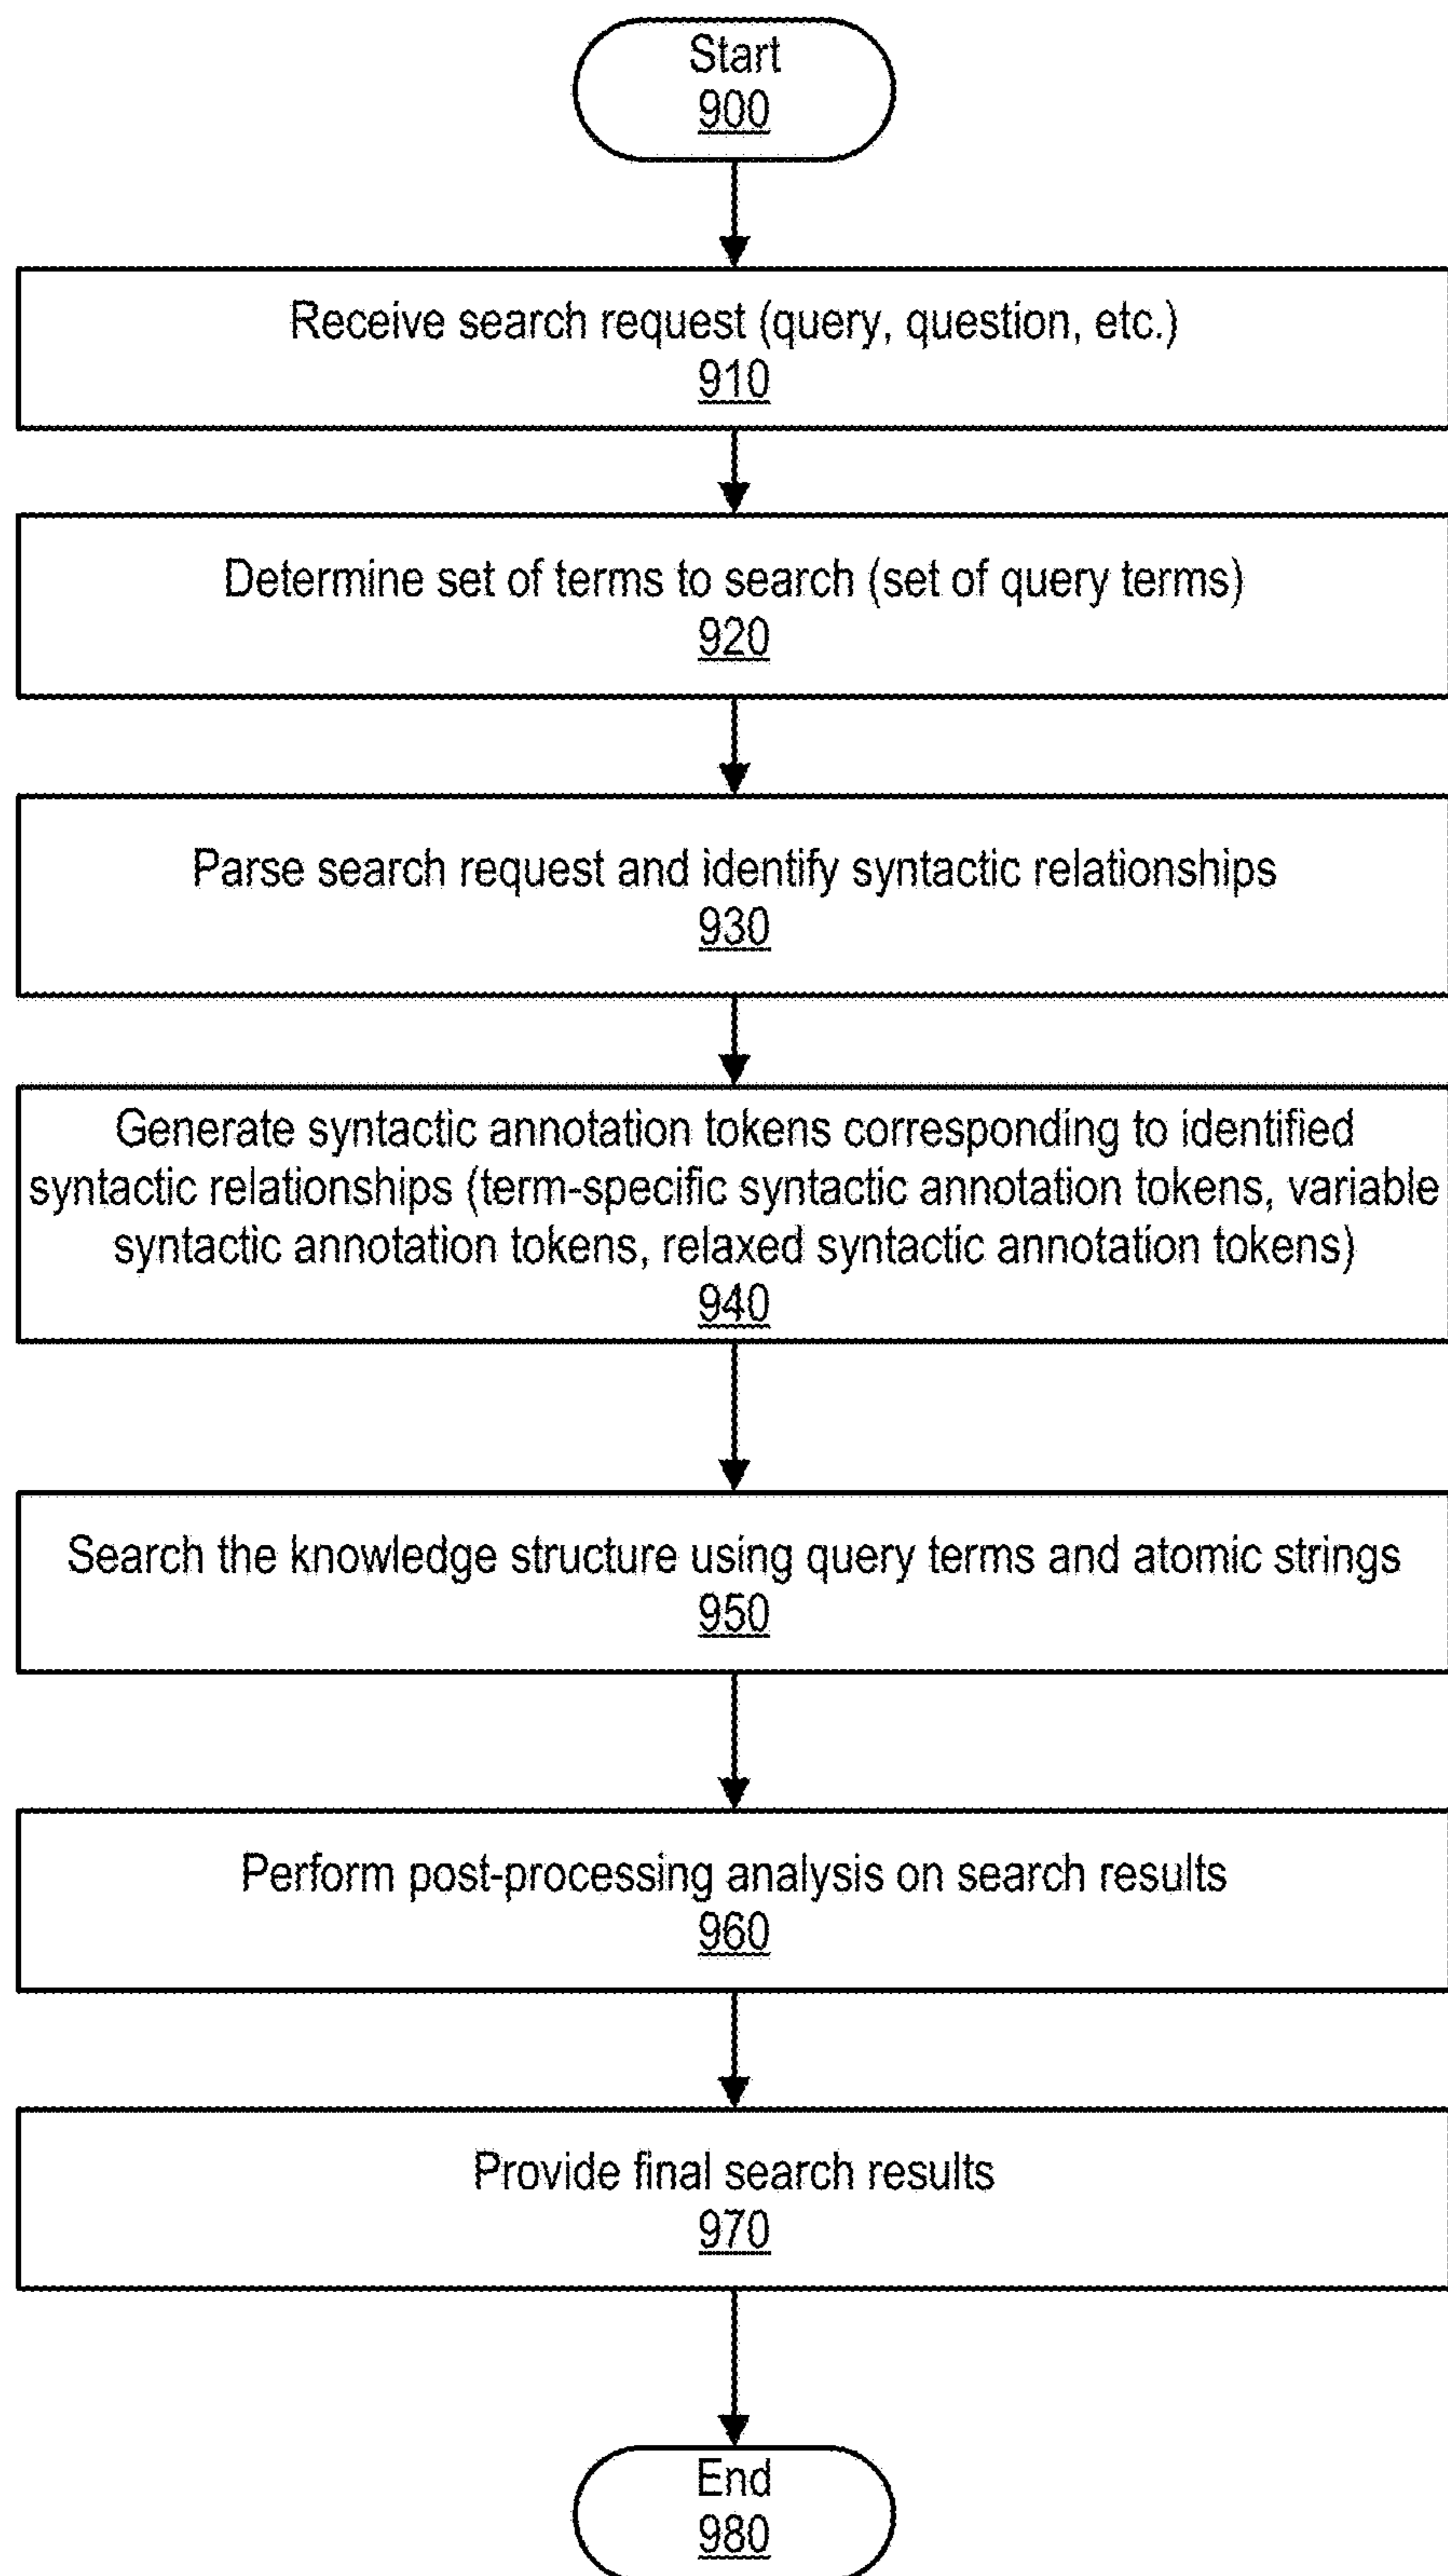 Start
900
Receive search request (query, question, etc.)
910
Determine set of terms to search (set of query terms)
920
Parse search request and identify syntactic relationships
930
Generate syntactic annotation tokens corresponding to identified
syntactic relationships (term-specific syntactic annotation tokens, variable
syntactic annotation tokens, relaxed syntactic annotation tokens)
940
Search the knowledge structure using query terms and atomic strings
950
Perform post-processing analysis on search results
960
Provide final search results
970
End
980